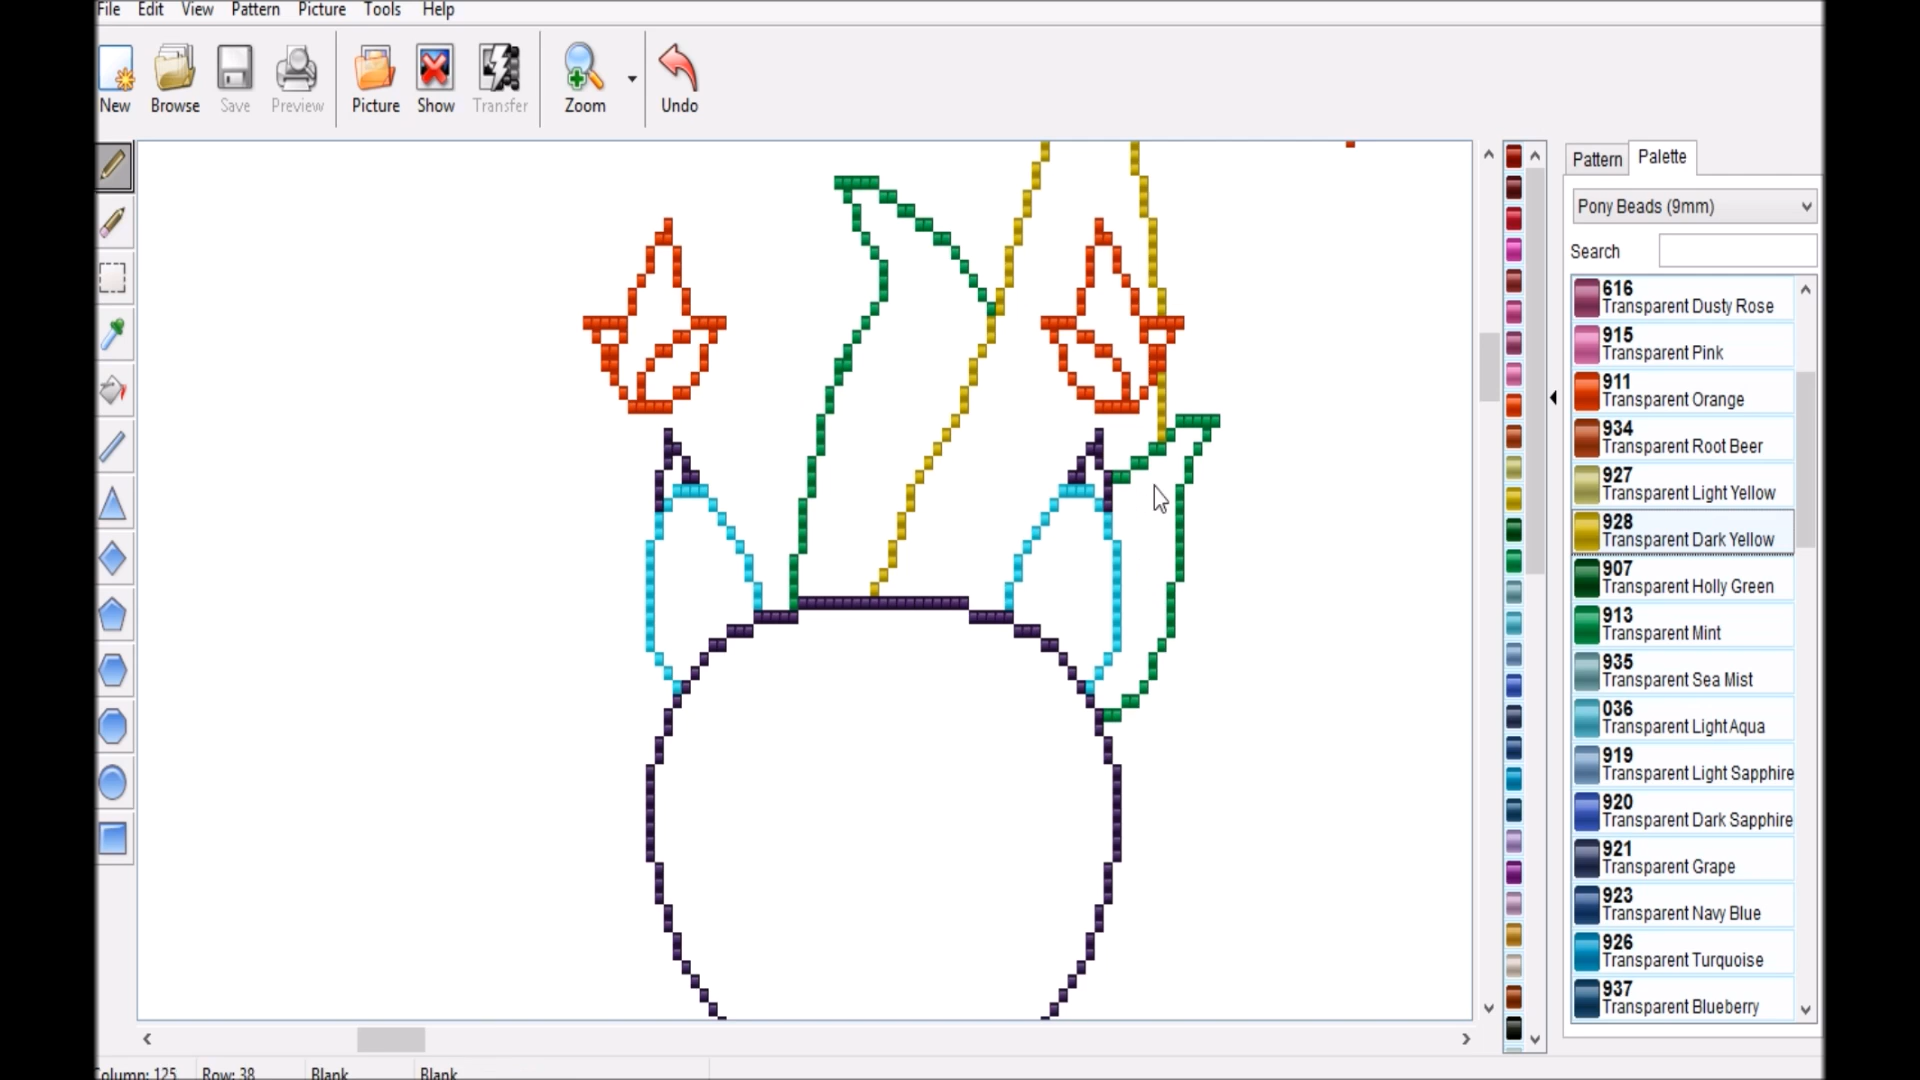 File Edit View Pattern Picture Tools Help
New Browse Save Preview Picture Show Transfer Zoom Undo
Pattern Palette
Pony Beads (9mm)
Search
616
Transparent Dusty Rose
915
Transparent Pink
911
Transparent Orange
934
Transparent Root Beer
927
Transparent Light Yellow
928
Transparent Dark Yellow
907
Transparent Holly Green
913
Transparent Mint
935
Transparent Sea Mist
036
Transparent Light Aqua
919
Transparent Light Sapphire
920
Transparent Dark Sapphire
921
Transparent Grape
923
Transparent Navy Blue
926
Transparent Turquoise
937
Transparent Blueberry
olumn: 125 Row: 38 Blank Blank